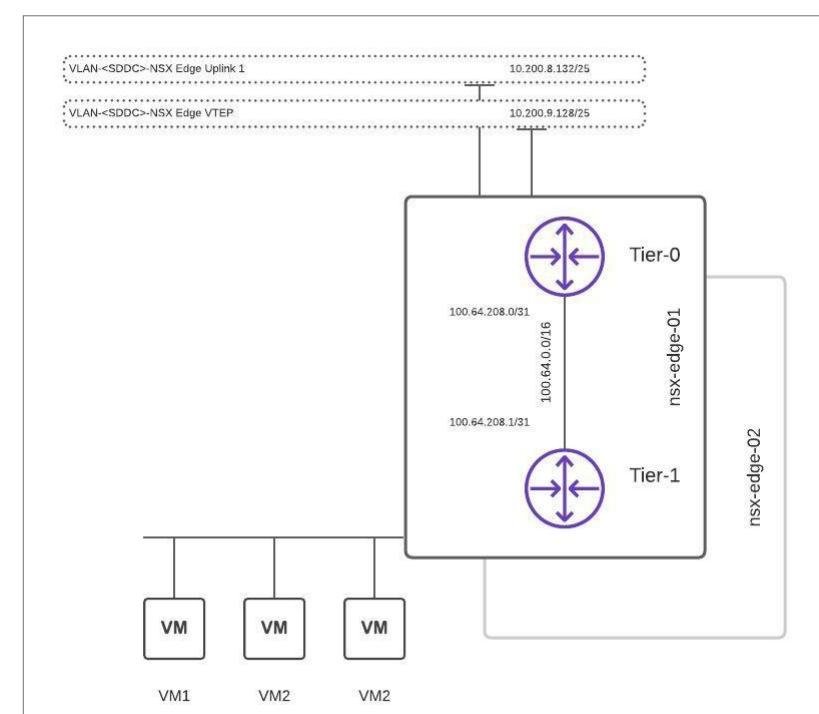 VLAN-<SDDC>-NSX Edge Uplink 1 10.200.8.132/25
VLAN-<SDDC>-NSX Edge VTEP 10.200.9.128/25
Tier-0
100.64.208.0/31
100.64.0.0/16
nsx-edge-01
100.64.208.1/31
Tier-1
nsx-edge-02
VM VM VM
VM1 VM2 VM2